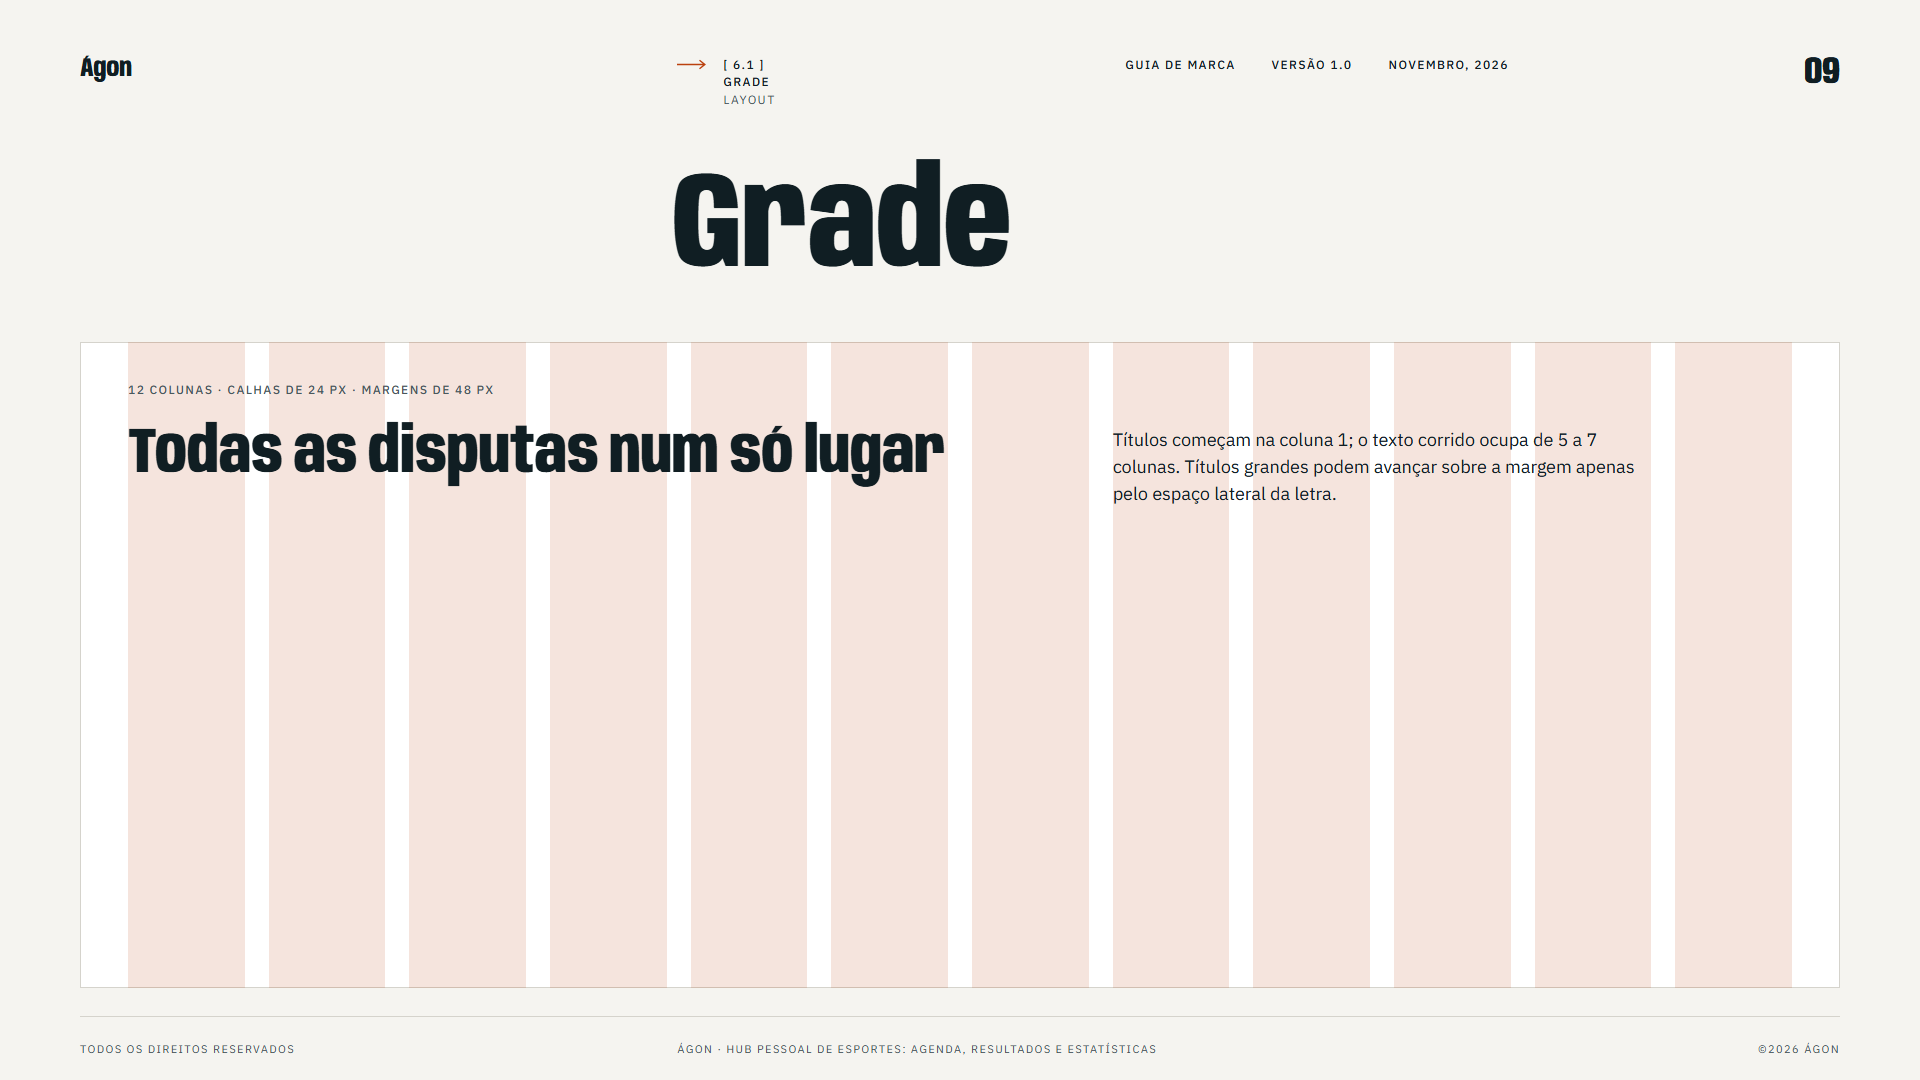 Ágon
[ 6.1 ]
GRADE
LAYOUT
GUIA DE MARCA
VERSÃO 1.0
NOVEMBRO, 2026
09
Grade
12 COLUNAS · CALHAS DE 24 PX · MARGENS DE 48 PX
Todas as disputas num só lugar
Títulos começam na coluna 1; o texto corrido ocupa de 5 a 7
colunas. Títulos grandes podem avançar sobre a margem apenas
pelo espaço lateral da letra.
TODOS OS DIREITOS RESERVADOS
ÁGON · HUB PESSOAL DE ESPORTES: AGENDA, RESULTADOS E ESTATÍSTICAS
©2026 ÁGON